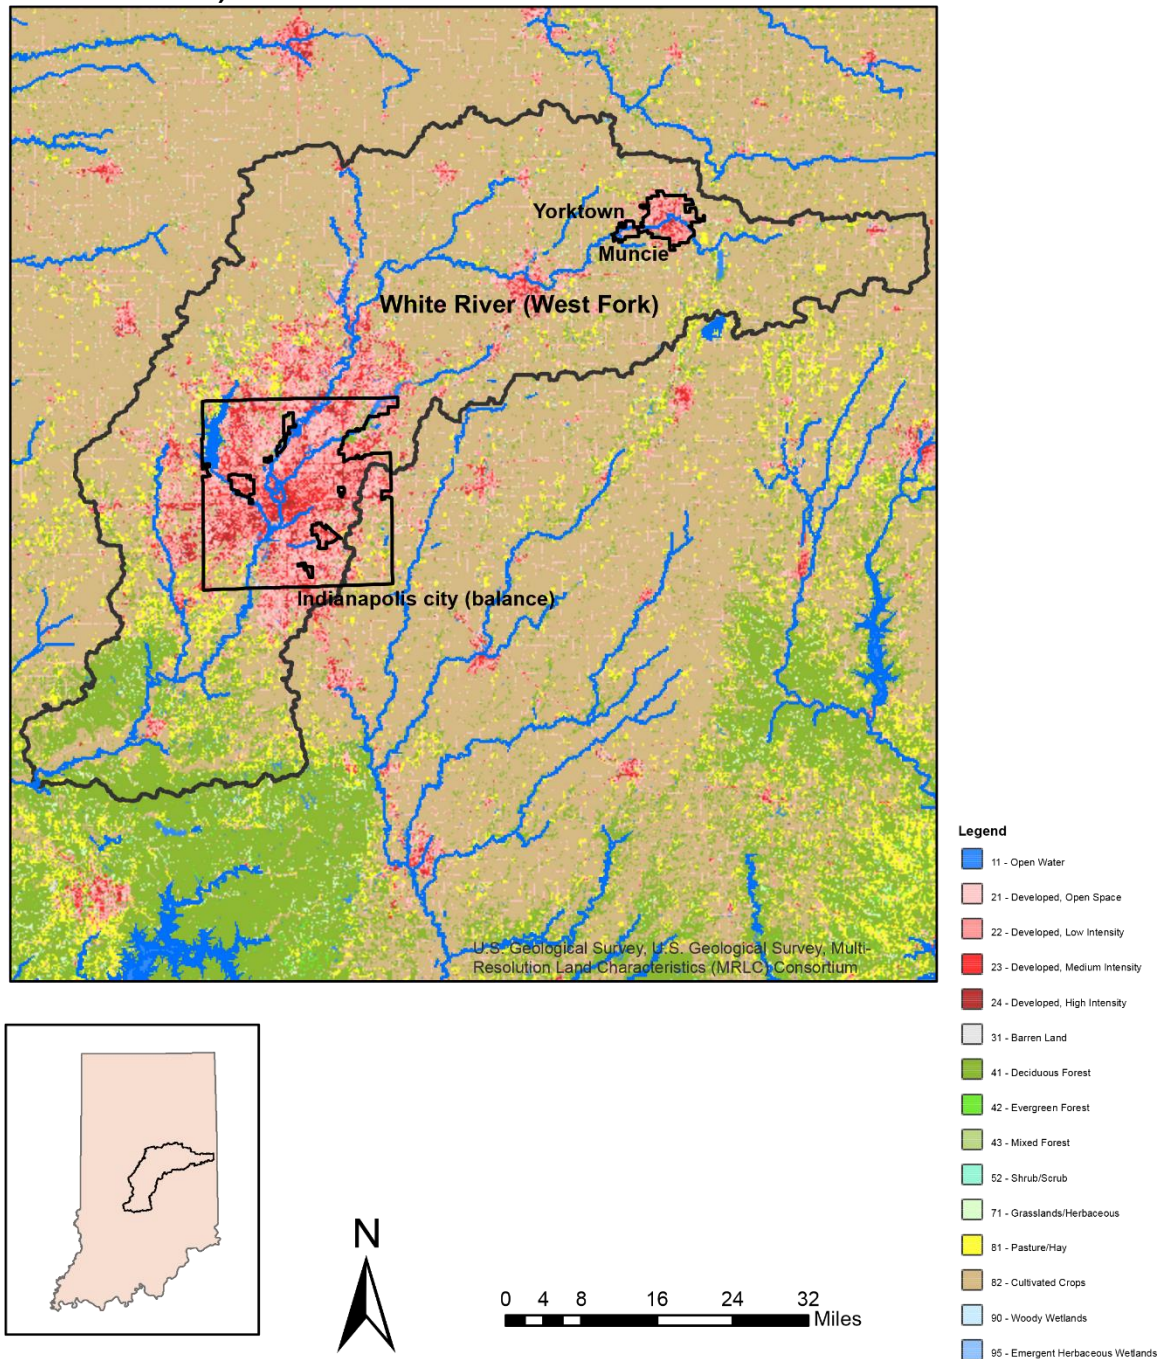 Yorktown
Muncie
White River (West Fork)
Indianapolis city (balance)
U.S. Geological Survey, U.S. Geological Survey, Multi-
Resolution Land Characteristics (MRLC) Consortium
Legend
11 - Open Water
21 - Developed, Open Space
22 - Developed, Low Intensity
23 - Developed, Medium Intensity
24 - Developed, High Intensity
31 - Barren Land
41 - Deciduous Forest
42 - Evergreen Forest
43 - Mixed Forest
52 - Shrub/Scrub
71 - Grasslands/Herbaceous
81 - Pasture/Hay
82 - Cultivated Crops
90 - Woody Wetlands
95 - Emergent Herbaceous Wetlands
N
0 4 8 16 24 32
Miles